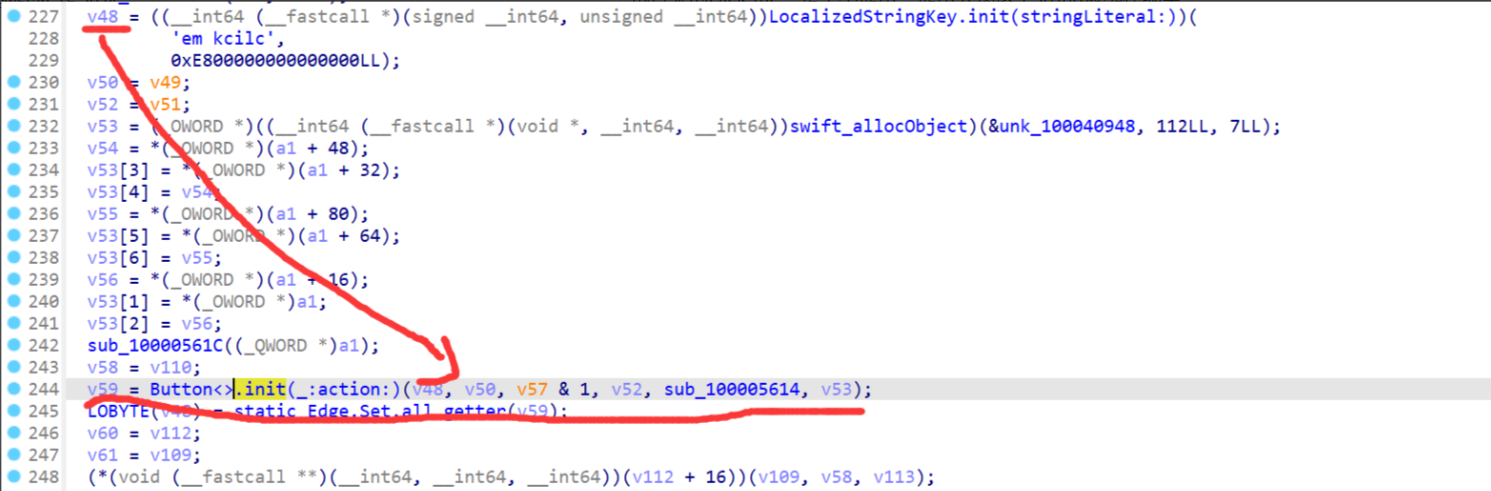 227 v48 = ((__int64 (__fastcall *)(signed __int64, unsigned __int64))LocalizedStringKey.init(stringLiteral:))(
228 'em kcilc',
229 0xE800000000000000LL);
230 v50 = v49;
231 v52 = v51;
232 v53 = (_OWORD *)((__int64 (__fastcall *)(void *, __int64, __int64))swift_allocObject)(&unk_100040948, 112LL, 7LL);
233 v54 = *(_OWORD *)(a1 + 48);
234 v53[3] = *(_OWORD *)(a1 + 32);
235 v53[4] = v54;
236 v55 = *(_OWORD *)(a1 + 80);
237 v53[5] = *(_OWORD *)(a1 + 64);
238 v53[6] = v55;
239 v56 = *(_OWORD *)(a1 + 16);
240 v53[1] = *(_OWORD *)a1;
241 v53[2] = v56;
242 sub_10000561C((_QWORD *)a1);
243 v58 = v110;
244 v59 = Button<>.init(_:action:)(v48, v50, v57 & 1, v52, sub_100005614, v53);
245 LOBYTE(v48) = static Edge.Set.all.getter(v59);
246 v60 = v112;
247 v61 = v109;
248 (*(void (__fastcall **)(__int64, __int64, __int64))(v112 + 16))(v109, v58, v113);